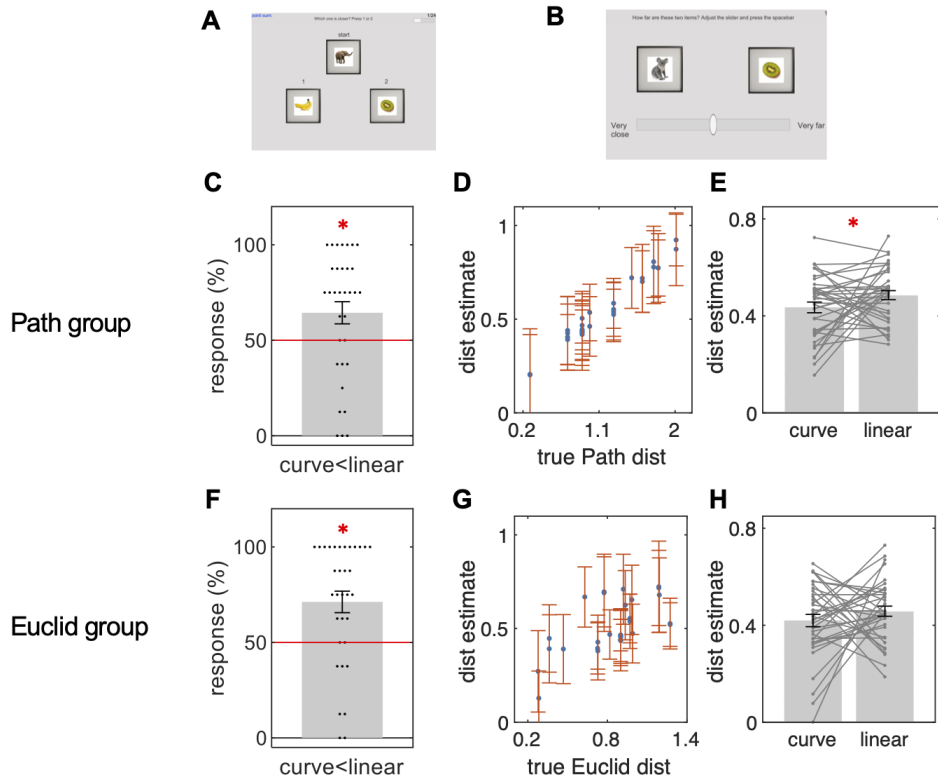 A
point sum:
Which one is closer? Press 1 or 2
1/24
start
1
2
B
How far are these two items? Adjust the slider and press the spacebar
Very close
Very far
Path group
C
response (%)
100
50
0
*
curve<linear
D
dist estimate
1
0.5
0
0.2
1.1
2
true Path dist
E
dist estimate
0.8
0.4
0
*
curve
linear
Euclid group
F
response (%)
100
50
0
*
curve<linear
G
dist estimate
1
0.5
0
0.2
0.8
1.4
true Euclid dist
H
dist estimate
0.8
0.4
0
curve
linear